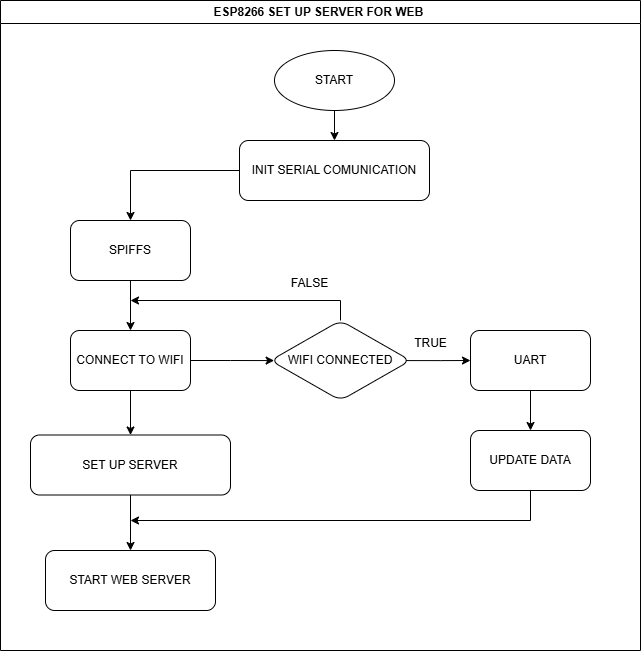 ESP8266 SET UP SERVER FOR WEB
START
INIT SERIAL COMUNICATION
SPIFFS
FALSE
CONNECT TO WIFI
WIFI CONNECTED
TRUE
UART
SET UP SERVER
UPDATE DATA
START WEB SERVER